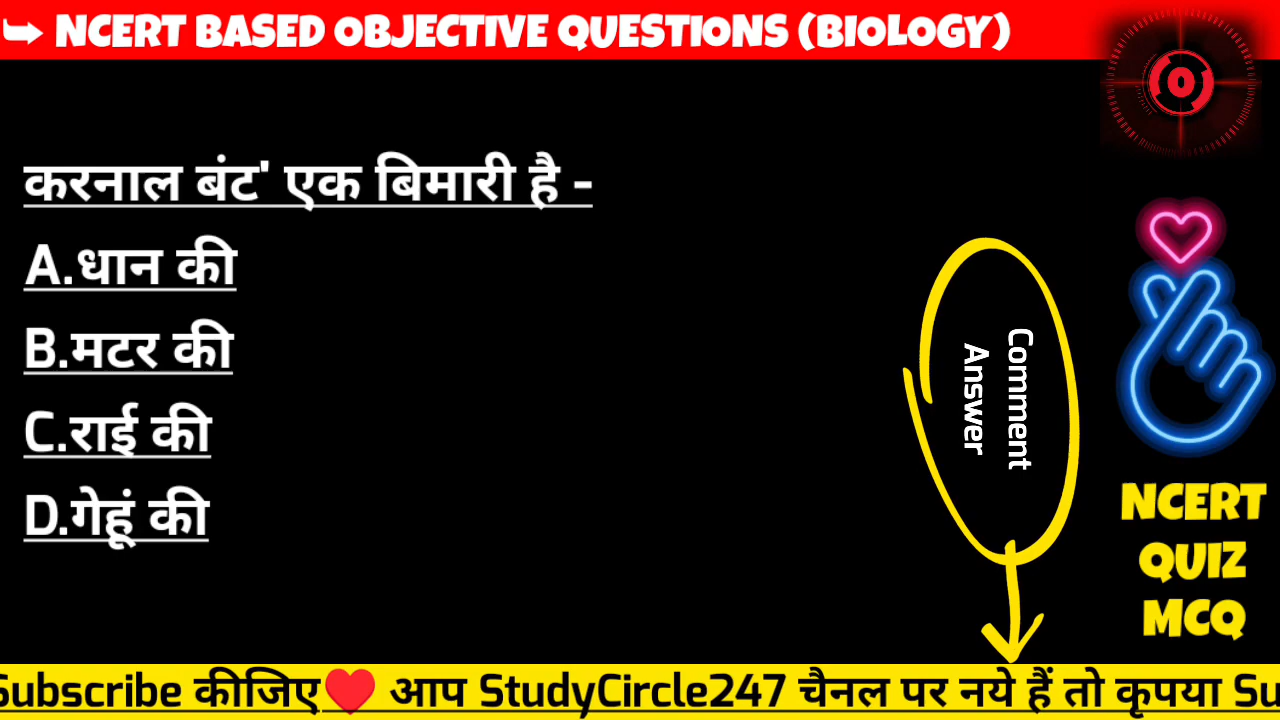 NCERT BASED OBJECTIVE QUESTIONS (BIOLOGY)
करनाल बंट' एक बिमारी है -
A.धान की
B.मटर की
C.राई की
D.गेहूं की
Comment
Answer
NCERT
QUIZ
MCQ
Subscribe कीजिए❤️ आप StudyCircle247 चैनल पर नये हैं तो कृपया Su